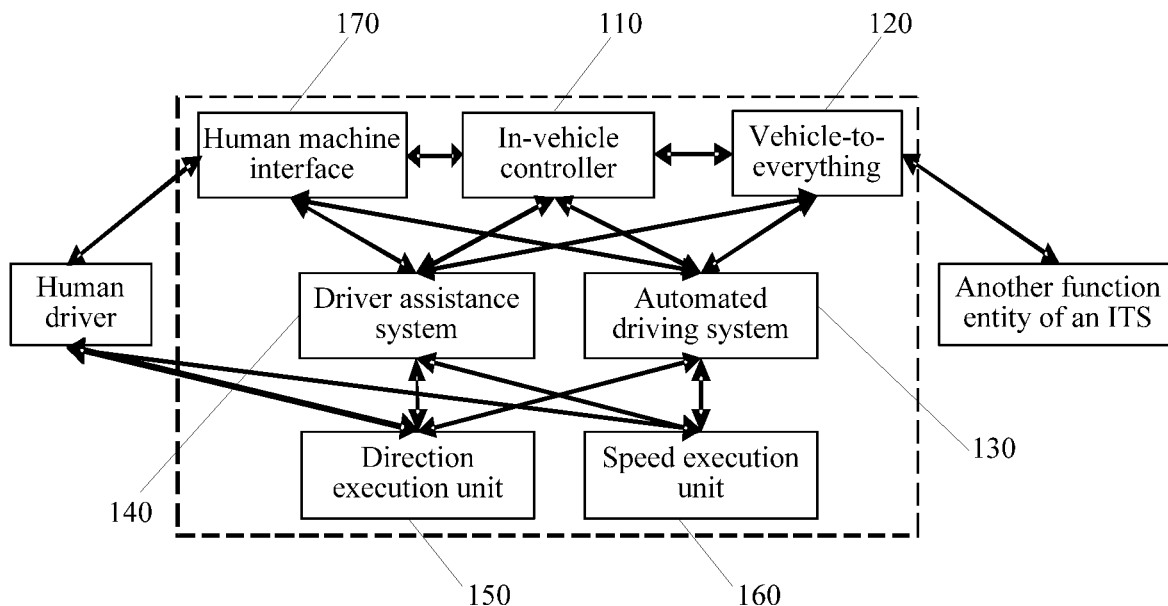 170
110
120
Human machine
interface
In-vehicle
controller
Vehicle-to-
everything
Human
driver
Driver assistance
system
Automated
driving system
Another function
entity of an ITS
Direction
execution unit
Speed execution
unit
130
140
150
160